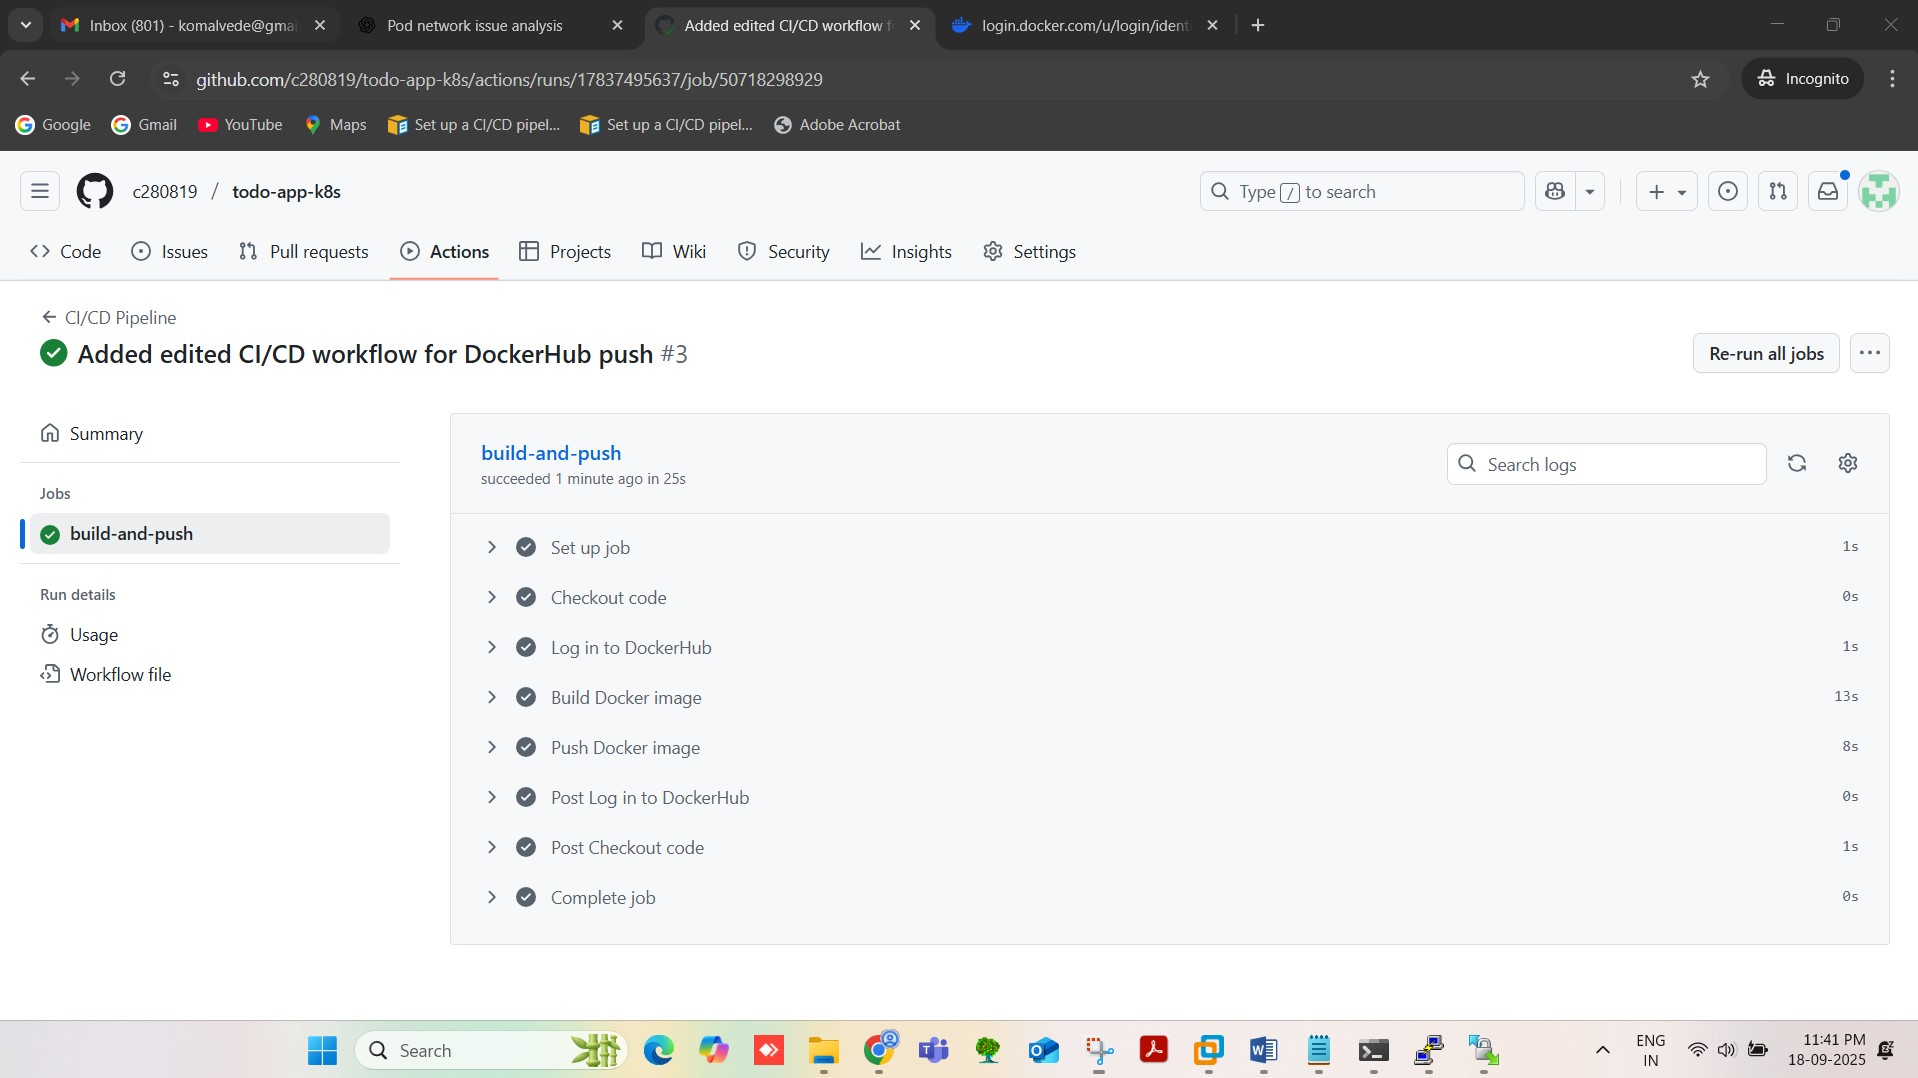 Inbox (801) - komalvede@gmai
Pod network issue analysis
Added edited CI/CD workflow f
login.docker.com/u/login/ident
github.com/c280819/todo-app-k8s/actions/runs/17837495637/job/50718298929
Incognito
Google
Gmail
YouTube
Maps
Set up a CI/CD pipel...
Set up a CI/CD pipel...
Adobe Acrobat
c280819 / todo-app-k8s
Type / to search
Code
Issues
Pull requests
Actions
Projects
Wiki
Security
Insights
Settings
CI/CD Pipeline
Added edited CI/CD workflow for DockerHub push #3
Re-run all jobs
Summary
Jobs
build-and-push
Run details
Usage
Workflow file
build-and-push
succeeded 1 minute ago in 25s
Search logs
Set up job 1s
Checkout code 0s
Log in to DockerHub 1s
Build Docker image 13s
Push Docker image 8s
Post Log in to DockerHub 0s
Post Checkout code 1s
Complete job 0s
Search
ENG
IN
11:41 PM
18-09-2025